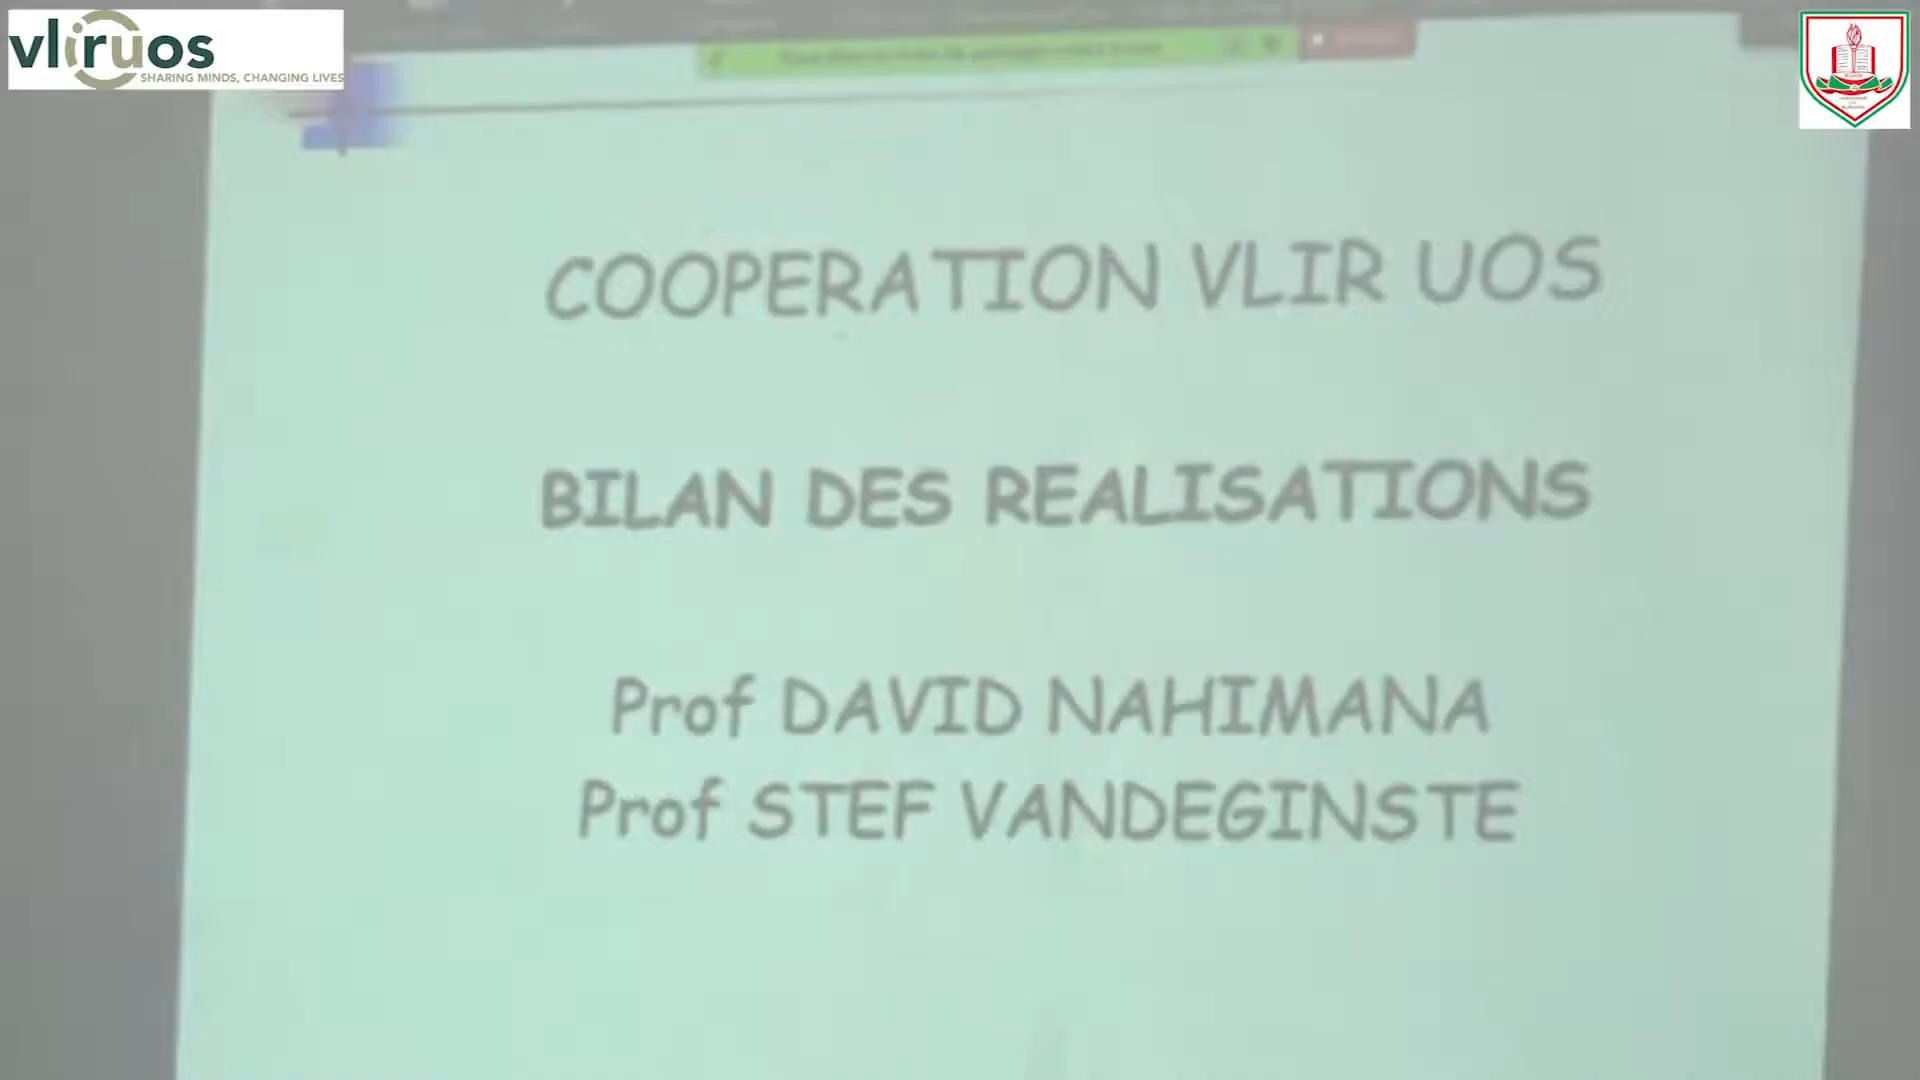 vliruos
SHARING MINDS, CHANGING LIVES
COOPERATION VLIR UOS
BILAN DES REALISATIONS
Prof DAVID NAHIMANA
Prof STEF VANDEGINSTE